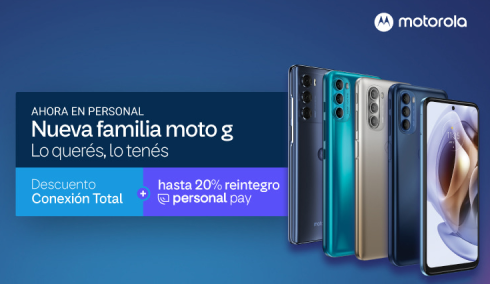 motorola
AHORA EN PERSONAL
Nueva familia moto g
Lo querés, lo tenés
Descuento
Conexión Total
+
hasta 20% reintegro
personal pay